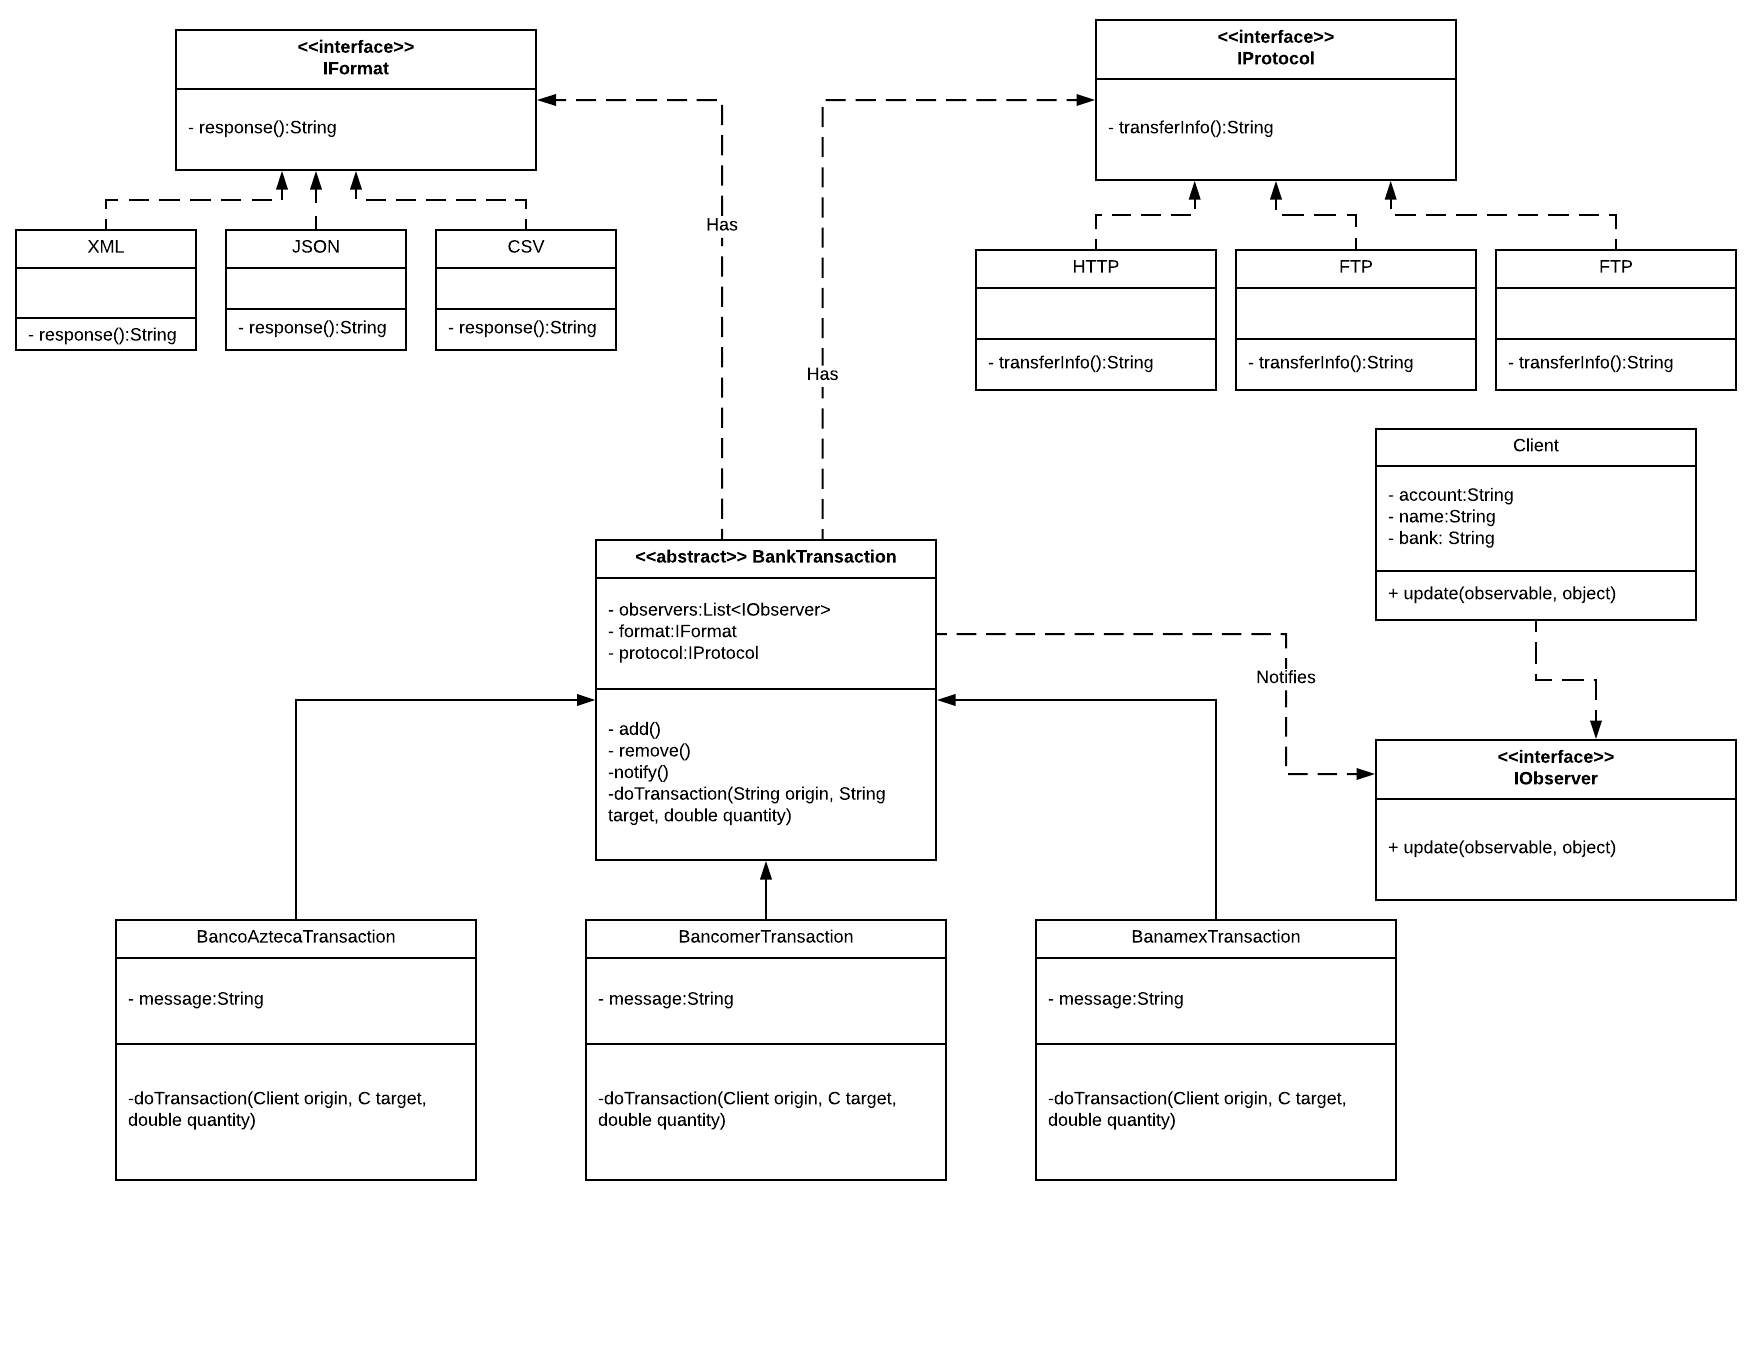 <<interface>>
IFormat
- response():String
<<interface>>
IProtocol
- transferInfo():String
Has
Has
XML
- response():String
JSON
- response():String
CSV
- response():String
HTTP
- transferInfo():String
FTP
- transferInfo():String
FTP
- transferInfo():String
Client
- account:String
- name:String
- bank: String
+ update(observable, object)
<<abstract>> BankTransaction
- observers:List<IObserver>
- format:IFormat
- protocol:IProtocol
- add()
- remove()
-notify()
-doTransaction(String origin, String
target, double quantity)
Notifies
<<interface>>
IObserver
+ update(observable, object)
BancoAztecaTransaction
- message:String
-doTransaction(Client origin, C target,
double quantity)
BancomerTransaction
- message:String
-doTransaction(Client origin, C target,
double quantity)
BanamexTransaction
- message:String
-doTransaction(Client origin, C target,
double quantity)